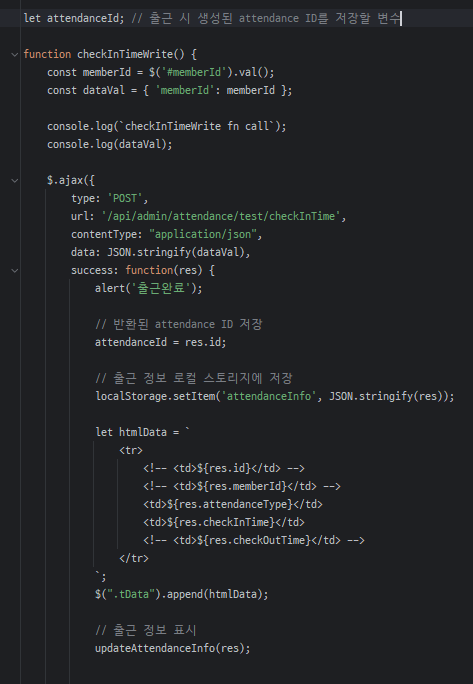 let attendanceId; // 출근 시 생성된 attendance ID를 저장할 변수
function checkInTimeWrite() {
const memberId = $('#memberId').val();
const dataVal = { 'memberId': memberId };
console.log(`checkInTimeWrite fn call`);
console.log(dataVal);
$.ajax({
type: 'POST',
url: '/api/admin/attendance/test/checkInTime',
contentType: "application/json",
data: JSON.stringify(dataVal),
success: function(res) {
alert('출근완료');
// 반환된 attendance ID 저장
attendanceId = res.id;
// 출근 정보 로컬 스토리지에 저장
localStorage.setItem('attendanceInfo', JSON.stringify(res));
let htmlData = `
<tr>
<!-- <td>${res.id}</td> -->
<!-- <td>${res.memberId}</td> -->
<td>${res.attendanceType}</td>
<td>${res.checkInTime}</td>
<!-- <td>${res.checkOutTime}</td> -->
</tr>
`;
$(".tData").append(htmlData);
// 출근 정보 표시
updateAttendanceInfo(res);